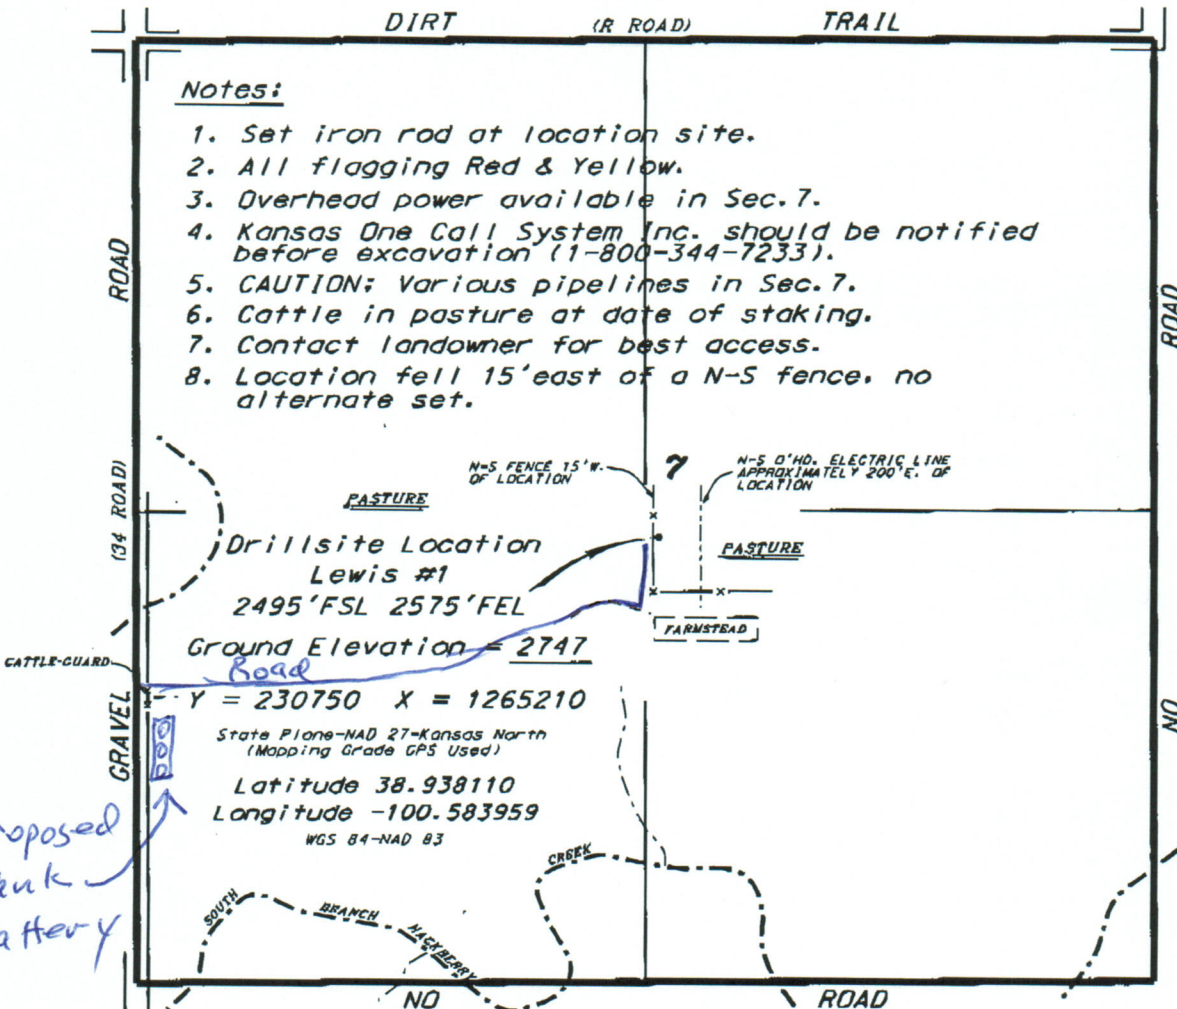 DIRT (R ROAD) TRAIL
Notes:
1. Set iron rod at location site.
2. All flagging Red & Yellow.
3. Overhead power available in Sec.7.
4. Kansas One Call System Inc. should be notified
before excavation (1-800-344-7233).
5. CAUTION: Various pipelines in Sec.7.
6. Cattle in pasture at date of staking.
7. Contact landowner for best access.
8. Location fell 15'east of a N-S fence, no
alternate set.
ROAD
ROAD
(34 ROAD)
N-S FENCE 15'W.
OF LOCATION
7
N-S O'HD. ELECTRIC LINE
APPROXIMATELY 200'E. OF
LOCATION
PASTURE
Drillsite Location
Lewis #1
2495'FSL 2575'FEL
PASTURE
FARMSTEAD
Ground Elevation = 2747
CATTLE-GUARD
Road
Y = 230750 X = 1265210
State Plane-NAD 27-Kansas North
(Mapping Grade GPS Used)
GRAVEL
NO
Latitude 38.938110
Longitude -100.583959
WGS 84-NAD 83
oposed
ank
attery
CREEK
SOUTH
BRANCH
HACKBERRY
NO ROAD